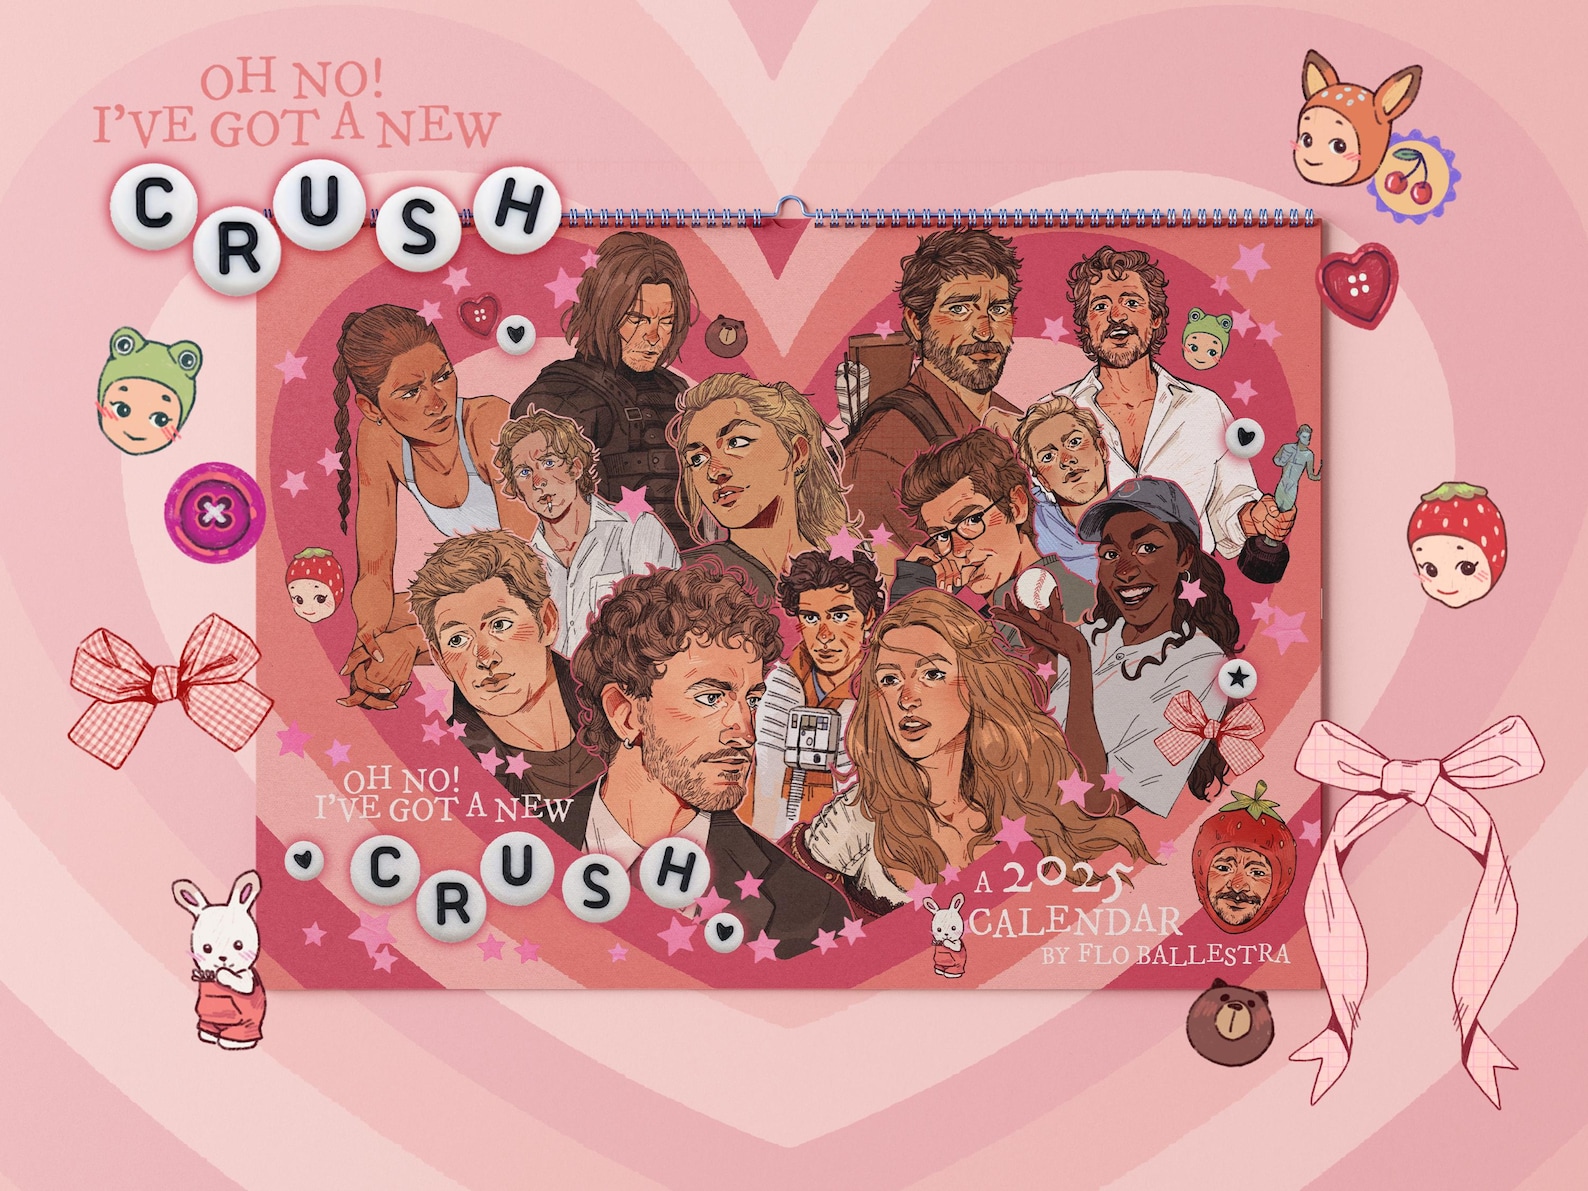 OH NO!
I'VE GOT A NEW
CRUSH
OH NO!
I'VE GOT A NEW
CRUSH
A 2025
CALENDAR
BY FLO BALLESTRA